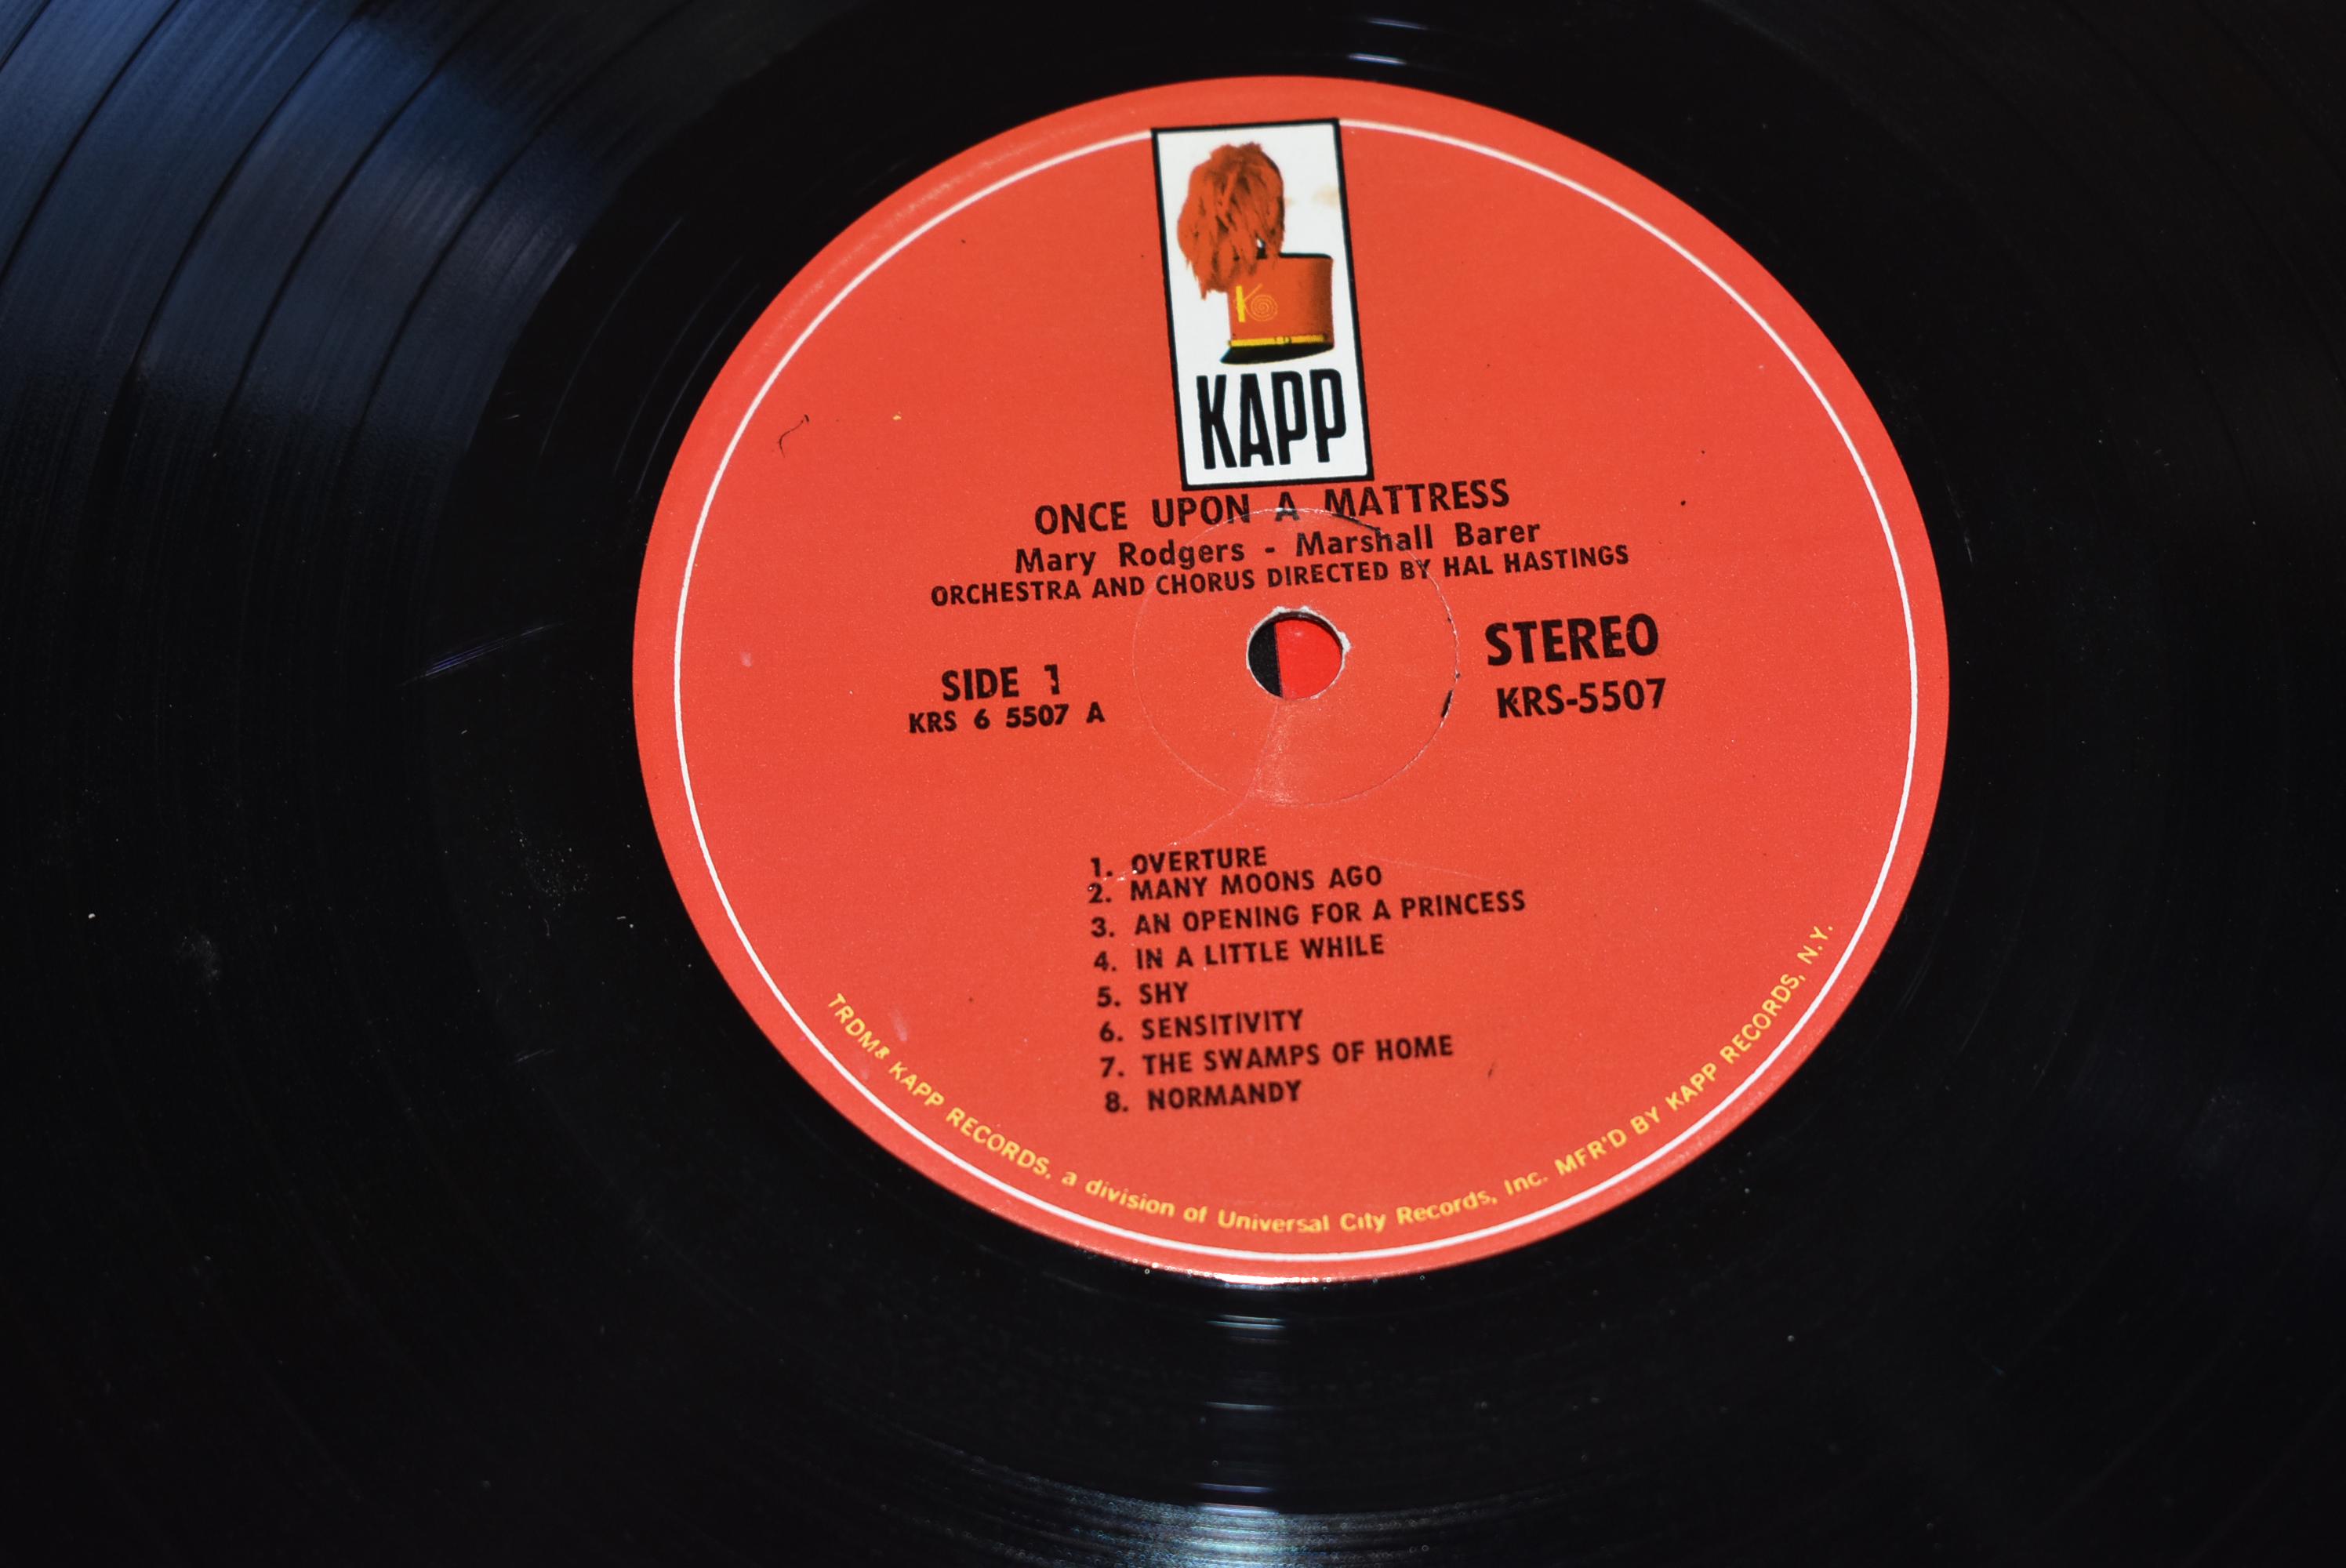 K
KAPP
ONCE UPON A MATTRESS
Mary Rodgers - Marshall Barer
ORCHESTRA AND CHORUS DIRECTED BY HAL HASTINGS
SIDE 1
KRS 6 5507 A
STEREO
KRS-5507
1. OVERTURE
2. MANY MOONS AGO
3. AN OPENING FOR A PRINCESS
4. IN A LITTLE WHILE
5. SHY
6. SENSITIVITY
7. THE SWAMPS OF HOME
8. NORMANDY
TRDM& KAPP RECORDS, a division of Universal City Records, Inc. MFR'D BY KAPP RECORDS, N.Y.